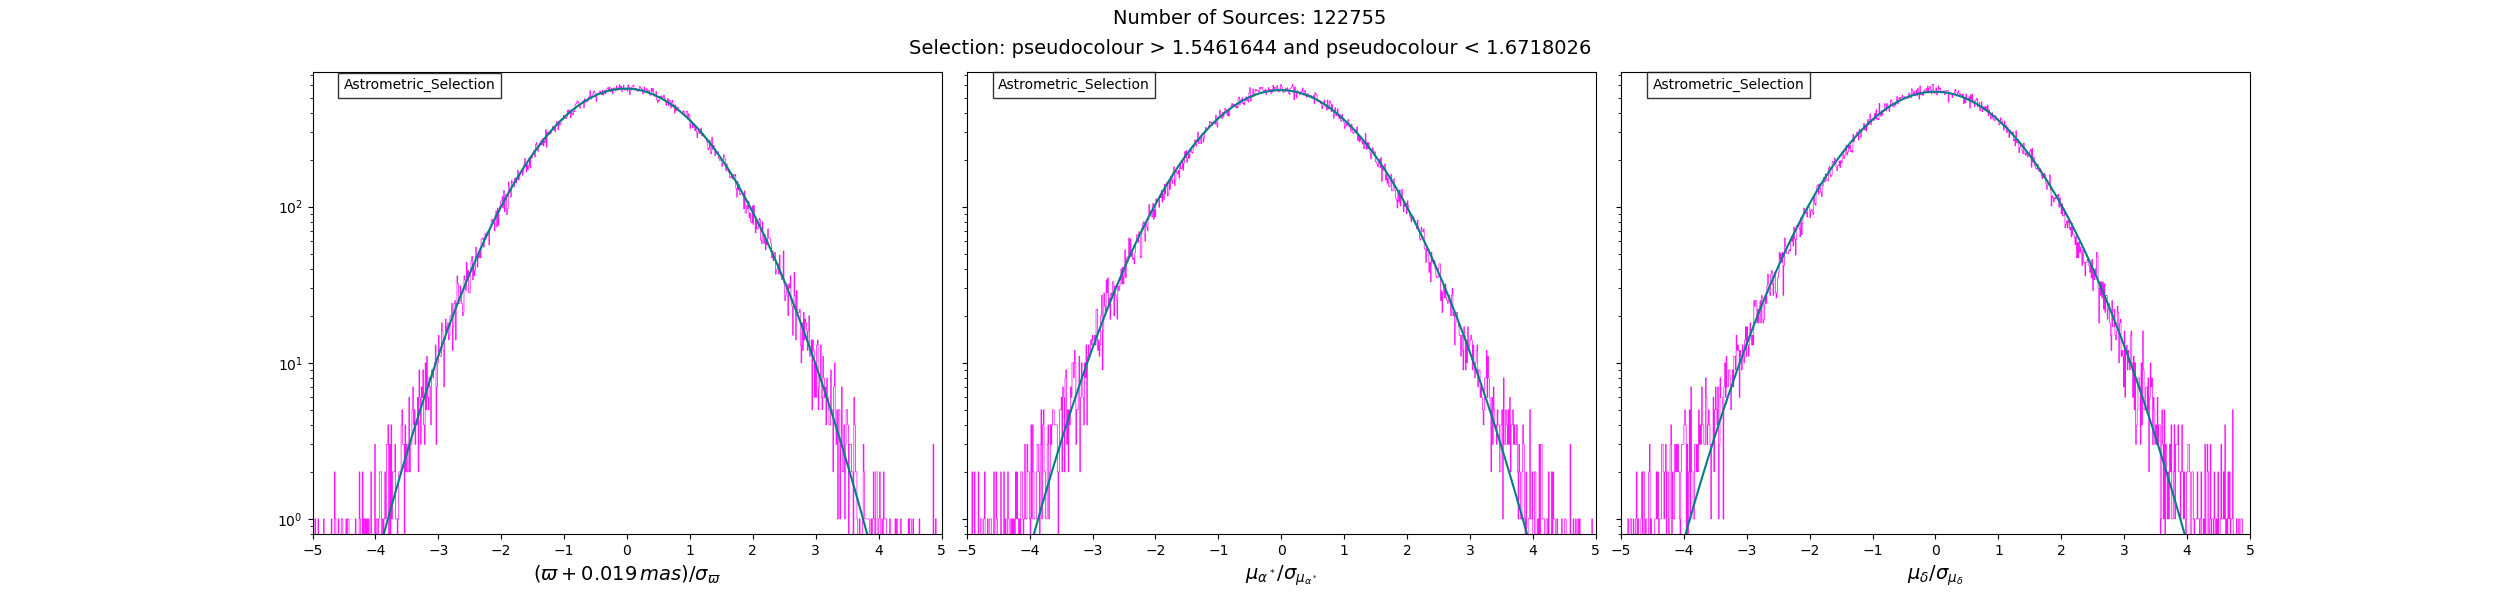 Number of Sources: 122755
Selection: pseudocolour > 1.5461644 and pseudocolour < 1.6718026
Astrometric_Selection
Astrometric_Selection
Astrometric_Selection
10²
10¹
10⁰
−5 −4 −3 −2 −1 0 1 2 3 4 5
−5 −4 −3 −2 −1 0 1 2 3 4 5
−5 −4 −3 −2 −1 0 1 2 3 4 5
(ϖ + 0.019 mas)/σ_ϖ
μ_α*/σ_μ_α*
μ_δ/σ_μ_δ